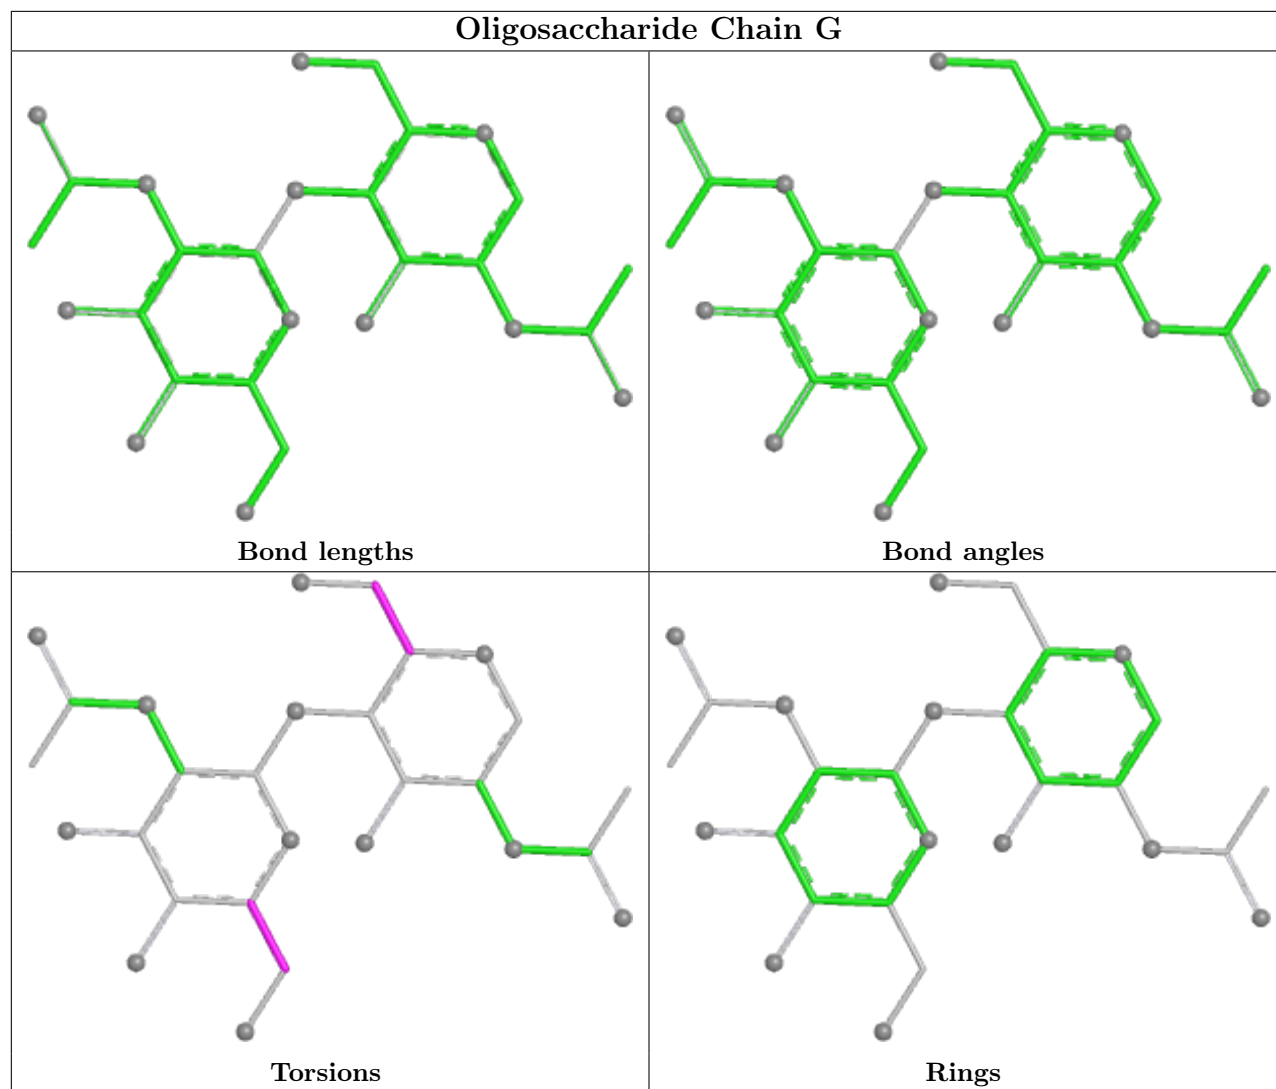 Oligosaccharide Chain G
Bond lengths
Bond angles
Torsions
Rings